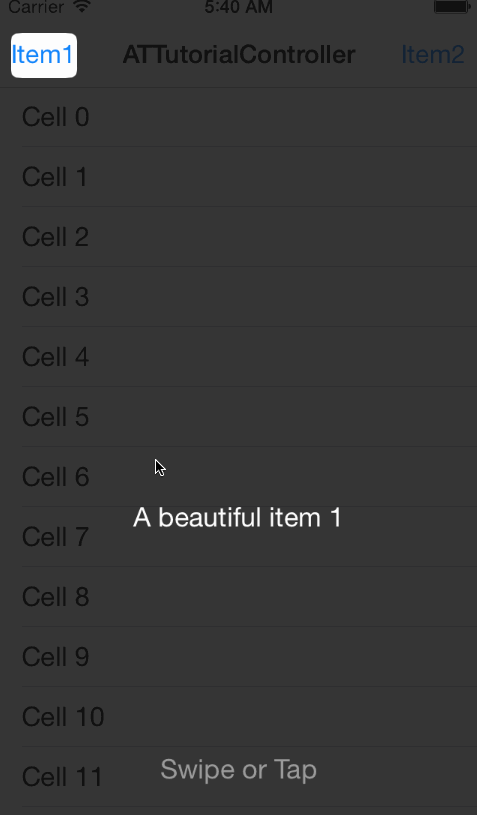 Carrier 5:40 AM
Item1 ATTutorialController Item2
Cell 0
Cell 1
Cell 2
Cell 3
Cell 4
Cell 5
Cell 6
A beautiful item 1
Cell 7
Cell 8
Cell 9
Cell 10
Swipe or Tap
Cell 11